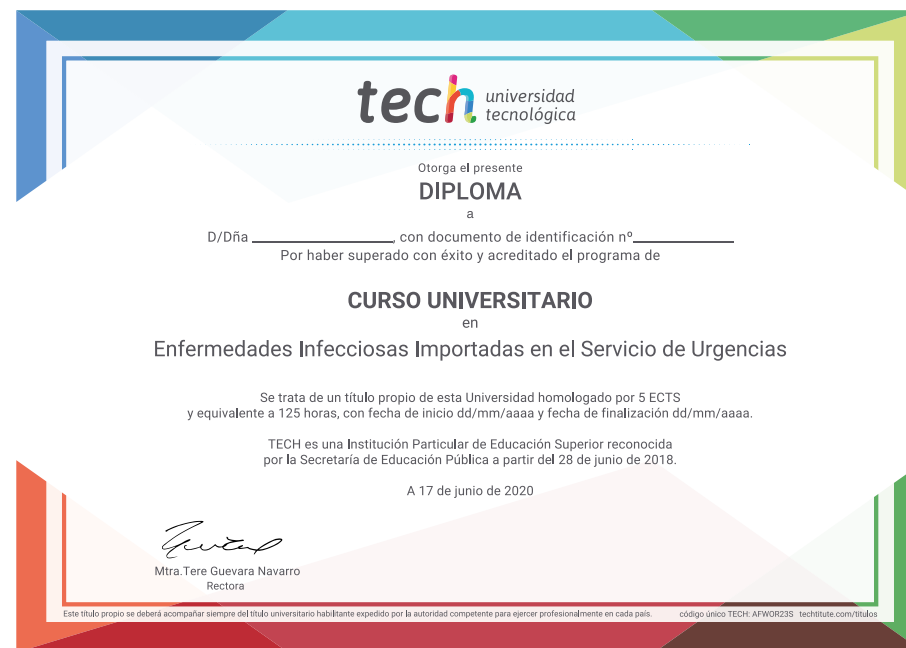 tech universidad
tecnológica
Otorga el presente
DIPLOMA
a
D/Dña ____________________, con documento de identificación nº______________
Por haber superado con éxito y acreditado el programa de
CURSO UNIVERSITARIO
en
Enfermedades Infecciosas Importadas en el Servicio de Urgencias
Se trata de un título propio de esta Universidad homologado por 5 ECTS
y equivalente a 125 horas, con fecha de inicio dd/mm/aaaa y fecha de finalización dd/mm/aaaa.
TECH es una Institución Particular de Educación Superior reconocida
por la Secretaría de Educación Pública a partir del 28 de junio de 2018.
A 17 de junio de 2020
Mtra.Tere Guevara Navarro
Rectora
Este título propio se deberá acompañar siempre del título universitario habilitante expedido por la autoridad competente para ejercer profesionalmente en cada país. código único TECH: AFWOR23S techtitute.com/títulos